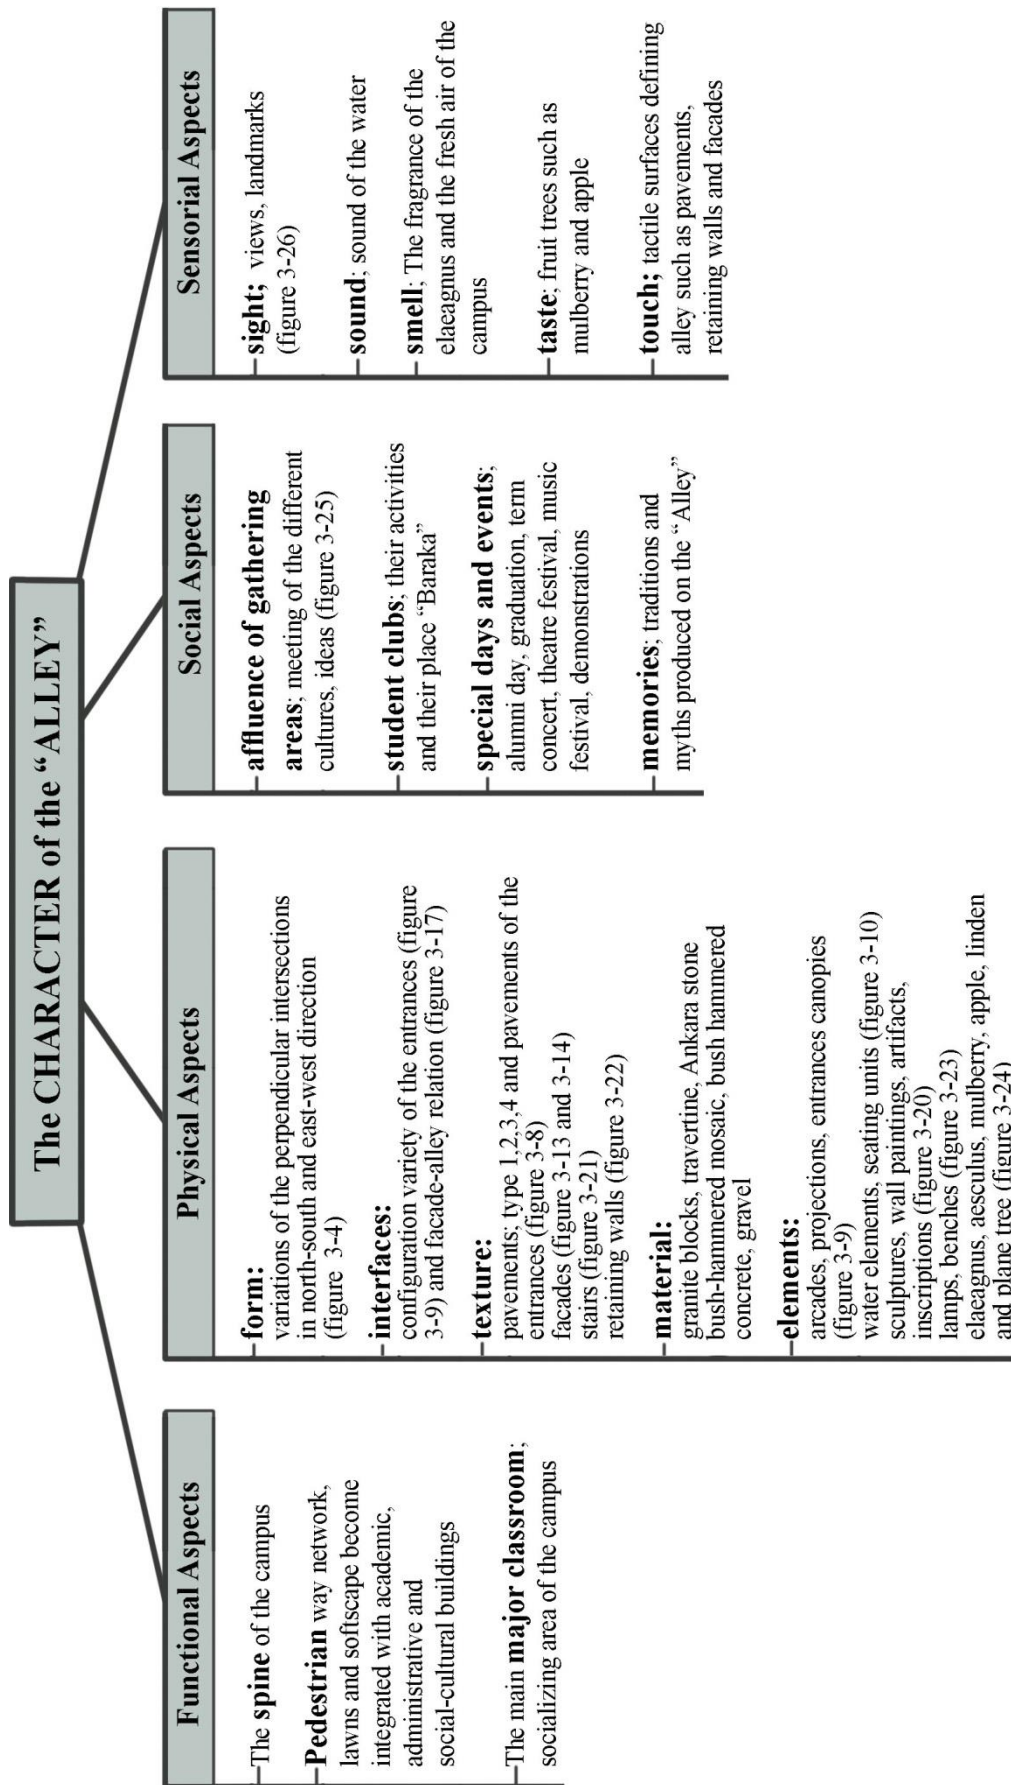 The CHARACTER of the “ALLEY”
Functional Aspects
The spine of the campus
Pedestrian way network,
lawns and softscape become
integrated with academic,
administrative and
social-cultural buildings
The main major classroom;
socializing area of the campus
Physical Aspects
form:
variations of the perpendicular intersections
in north-south and east-west direction
(figure 3-4)
interfaces:
configuration variety of the entrances (figure
3-9) and facade-alley relation (figure 3-17)
texture:
pavements; type 1,2,3,4 and pavements of the
entrances (figure 3-8)
facades (figure 3-13 and 3-14)
stairs (figure 3-21)
retaining walls (figure 3-22)
material:
granite blocks, travertine, Ankara stone
bush-hammered mosaic, bush hammered
concrete, gravel
elements:
arcades, projections, entrances canopies
(figure 3-9)
water elements, seating units (figure 3-10)
sculptures, wall paintings, artifacts,
inscriptions (figure 3-20)
lamps, benches (figure 3-23)
elaeagnus, aesculus, mulberry, apple, linden
and plane tree (figure 3-24)
Social Aspects
affluence of gathering
areas; meeting of the different
cultures, ideas (figure 3-25)
student clubs; their activities
and their place “Baraka”
special days and events;
alumni day, graduation, term
concert, theatre festival, music
festival, demonstrations
memories; traditions and
myths produced on the “Alley”
Sensorial Aspects
sight; views, landmarks
(figure 3-26)
sound; sound of the water
smell; The fragrance of the
elaeagnus and the fresh air of the
campus
taste; fruit trees such as
mulberry and apple
touch; tactile surfaces defining
alley such as pavements,
retaining walls and facades